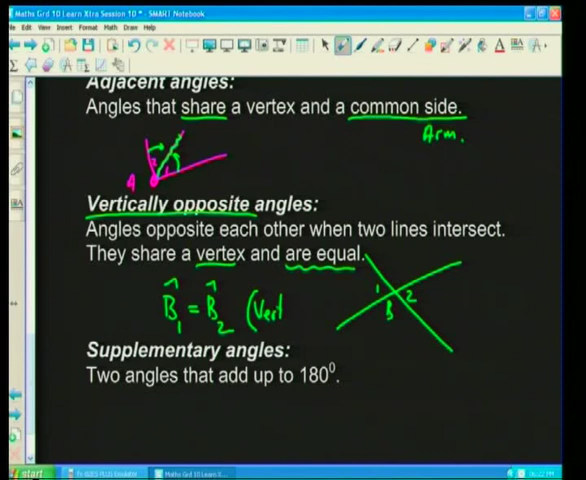 Maths Grd 10 Learn Xtra Session 10 * - SMART Notebook
File Edit View Insert Format Math Draw Help
Adjacent angles:
Angles that share a vertex and a common side.
Arm.
2
1
A
Vertically opposite angles:
Angles opposite each other when two lines intersect.
They share a vertex and are equal.
1
2
B
B̂₁ = B̂₂ (Vert
Supplementary angles:
Two angles that add up to 180⁰.
start
Maths Grd 10 Learn X...